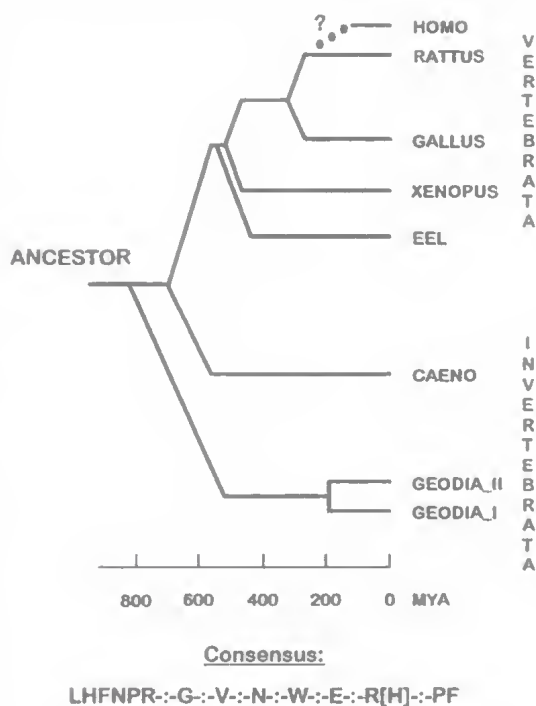 ?
HOMO
RATTUS
GALLUS
XENOPUS
EEL
VERTEBRATA
ANCESTOR
CAENO
GEODIA_II
GEODIA_I
INVERTEBRATA
800 600 400 200 0 MYA
Consensus:
LHFNPR-:-G-:-V-:-N-:-W-:-E-:-R[H]-:-PF